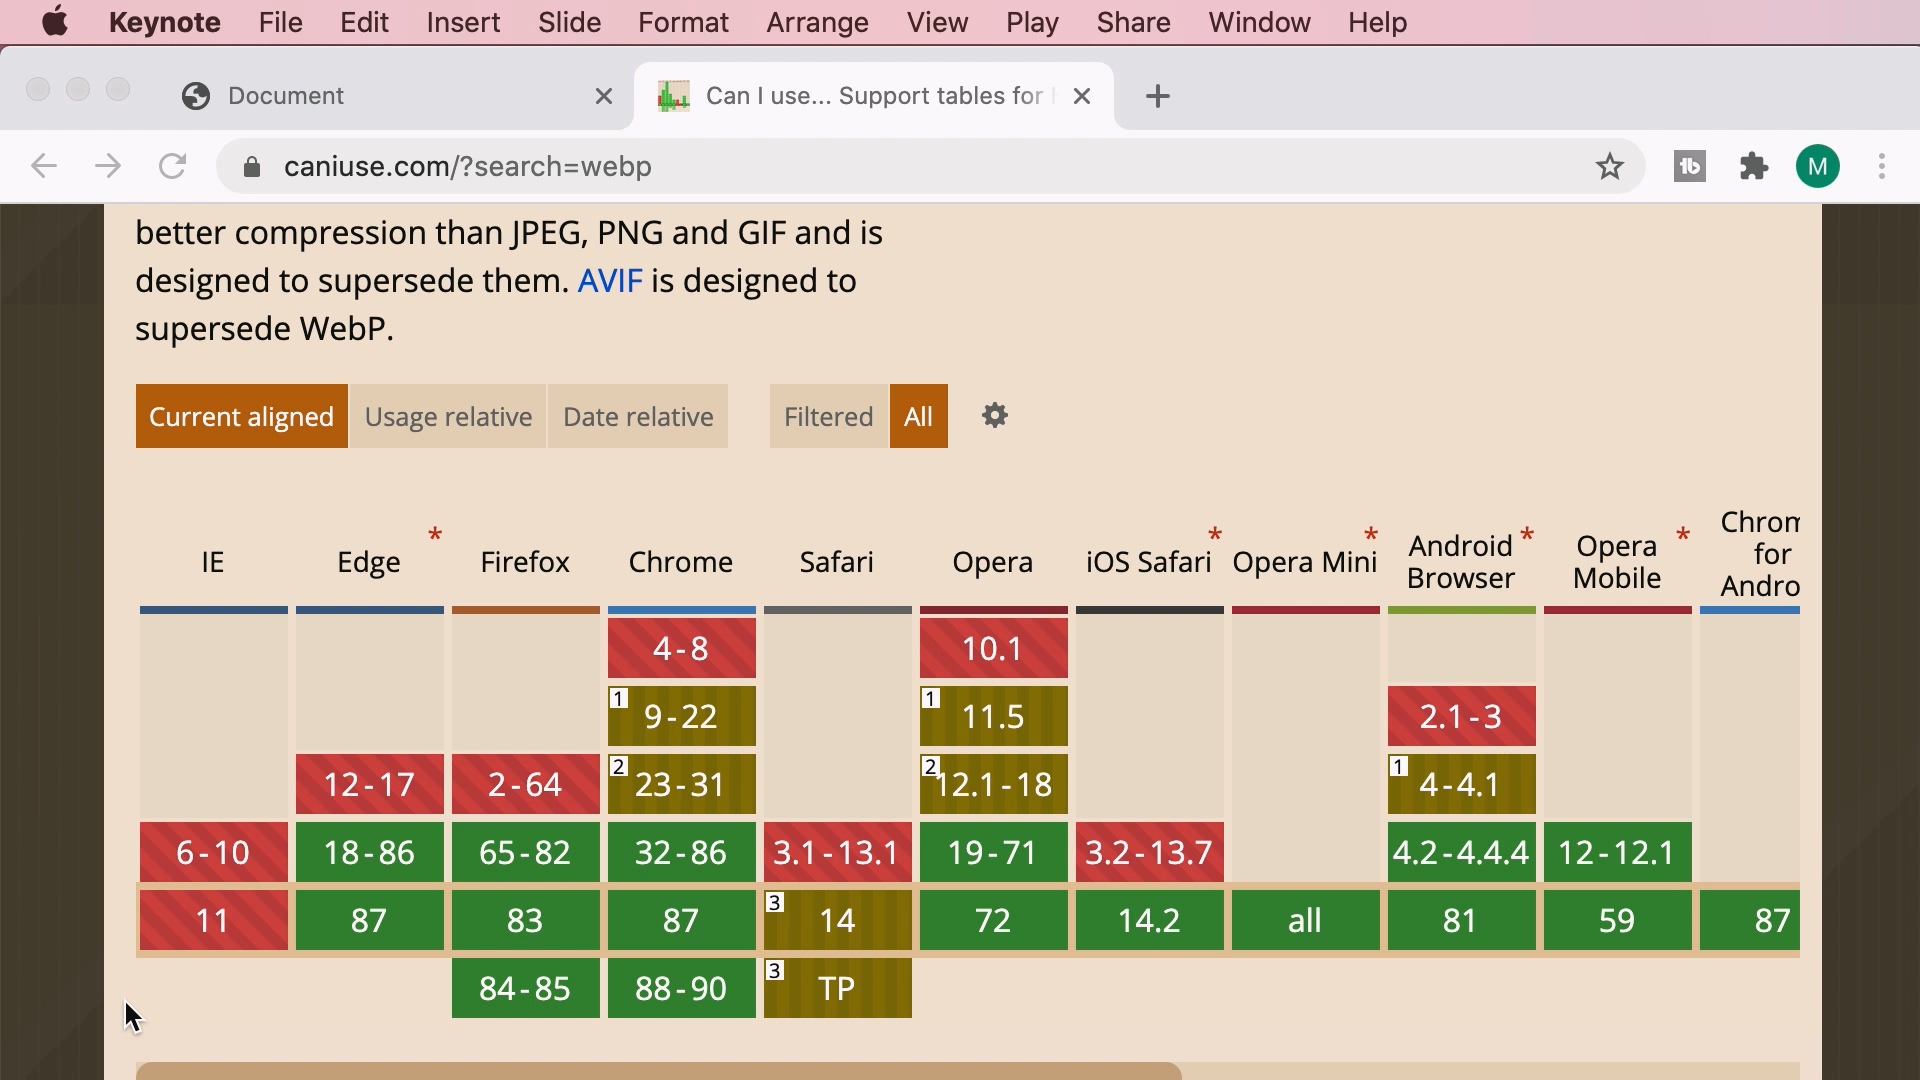 Keynote File Edit Insert Slide Format Arrange View Play Share Window Help
Document
Can I use... Support tables for
caniuse.com/?search=webp
M
better compression than JPEG, PNG and GIF and is
designed to supersede them. AVIF is designed to
supersede WebP.
Current aligned Usage relative Date relative Filtered All
IE Edge * Firefox Chrome Safari Opera iOS Safari * Opera Mini * Android Browser * Opera Mobile * Chrom for Andro
4-8 10.1
1 9-22 1 11.5 2.1-3
12-17 2-64 2 23-31 2 12.1-18 1 4-4.1
6-10 18-86 65-82 32-86 3.1-13.1 19-71 3.2-13.7 4.2-4.4.4 12-12.1
11 87 83 87 3 14 72 14.2 all 81 59 87
84-85 88-90 3 TP